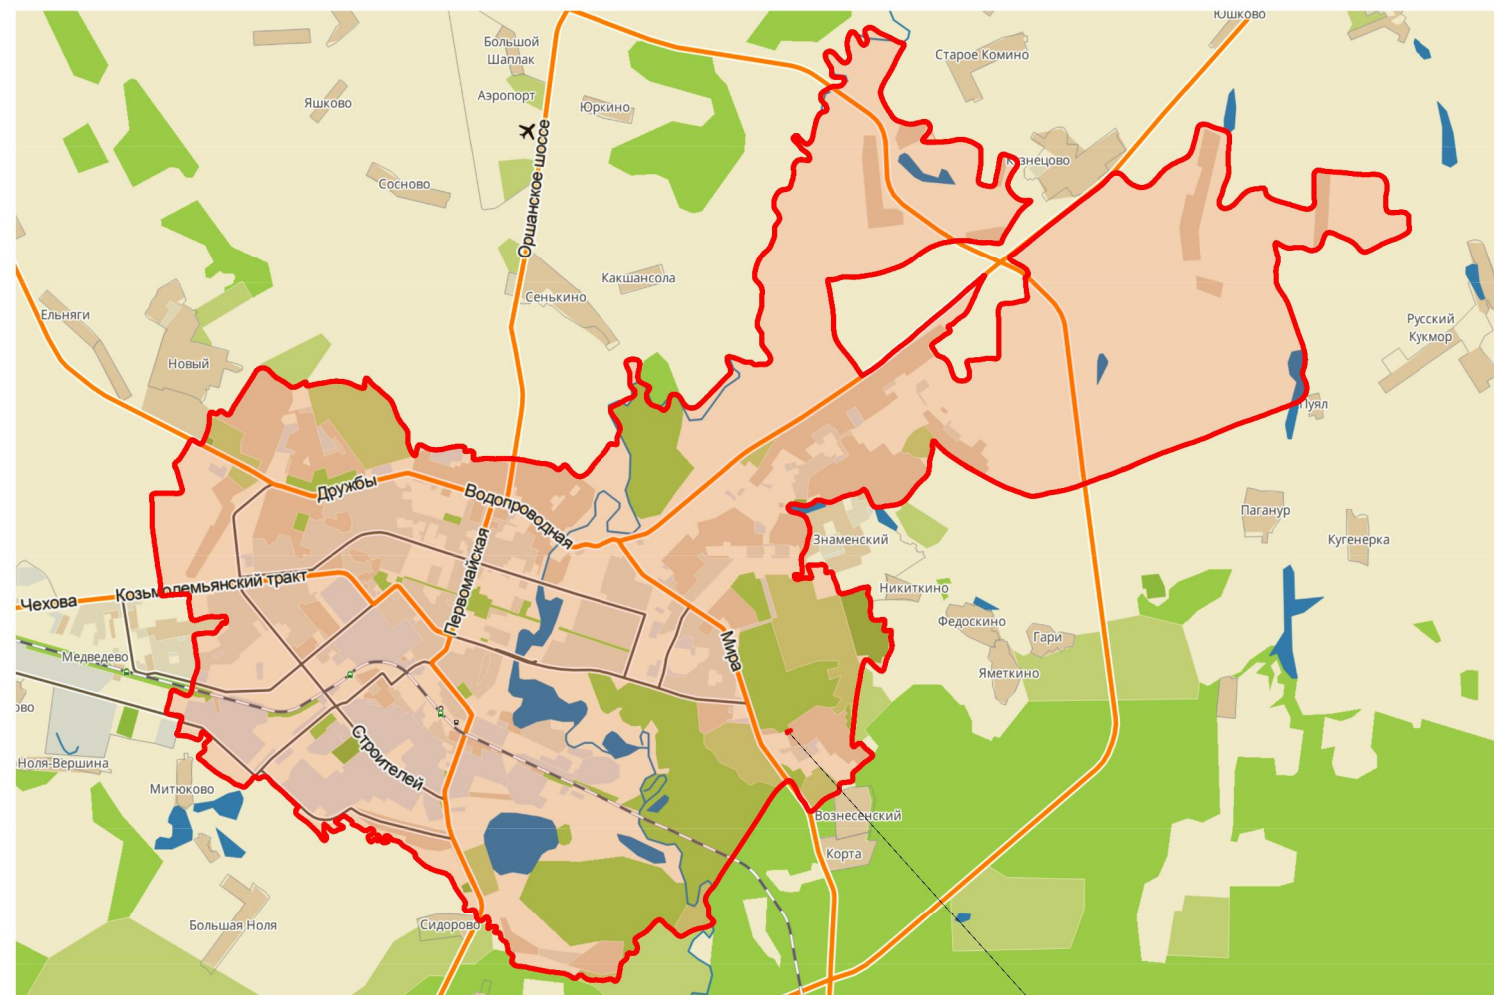 Юшково
Большой
Шаплак
Старое Комино
Аэропорт
Яшково
Юркино
Оршанское шоссе
Сосново
Кузнецово
Какшансола
Сенькино
Ельняги
Русский
Кукмор
Новый
Пуял
Дружбы
Водопроводная
Паганур
Знаменский
Кугенерка
Первомайская
Козьмодемьянский тракт
Чехова
Никиткино
Федоскино
Гари
Мира
Медведево
Яметкино
ово
Строителей
Ноля-Вершина
Митюково
Вознесенский
Корта
Большая Ноля
Сидорово